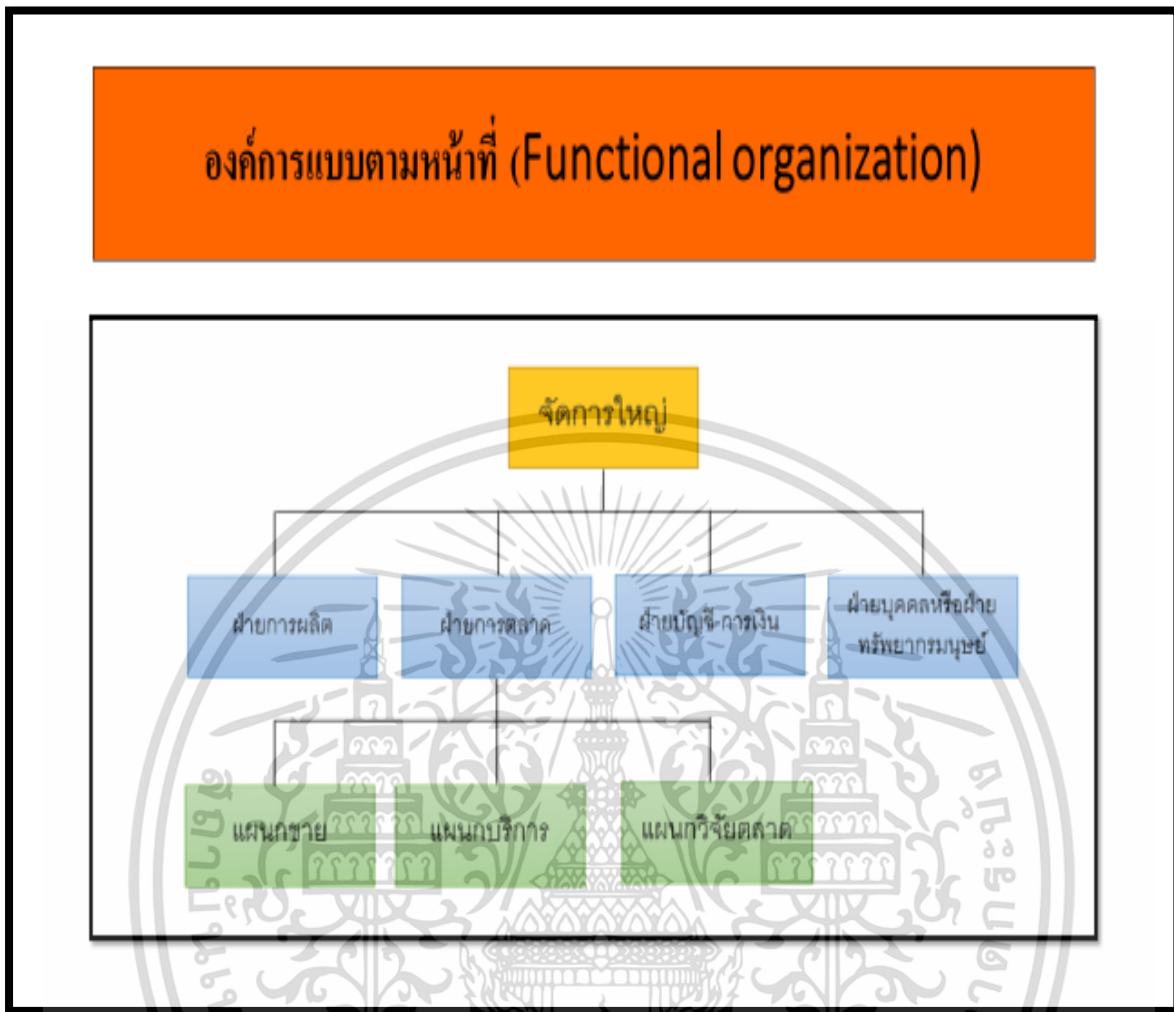 องค์การแบบตามหน้าที่ (Functional organization)
จัดการใหญ่
ฝ่ายการผลิต
ฝ่ายการตลาด
ฝ่ายบัญชี-การเงิน
ฝ่ายบุคคลหรือฝ่าย
ทรัพยากรมนุษย์
แผนกขาย
แผนกบริการ
แผนกวิจัยตลาด